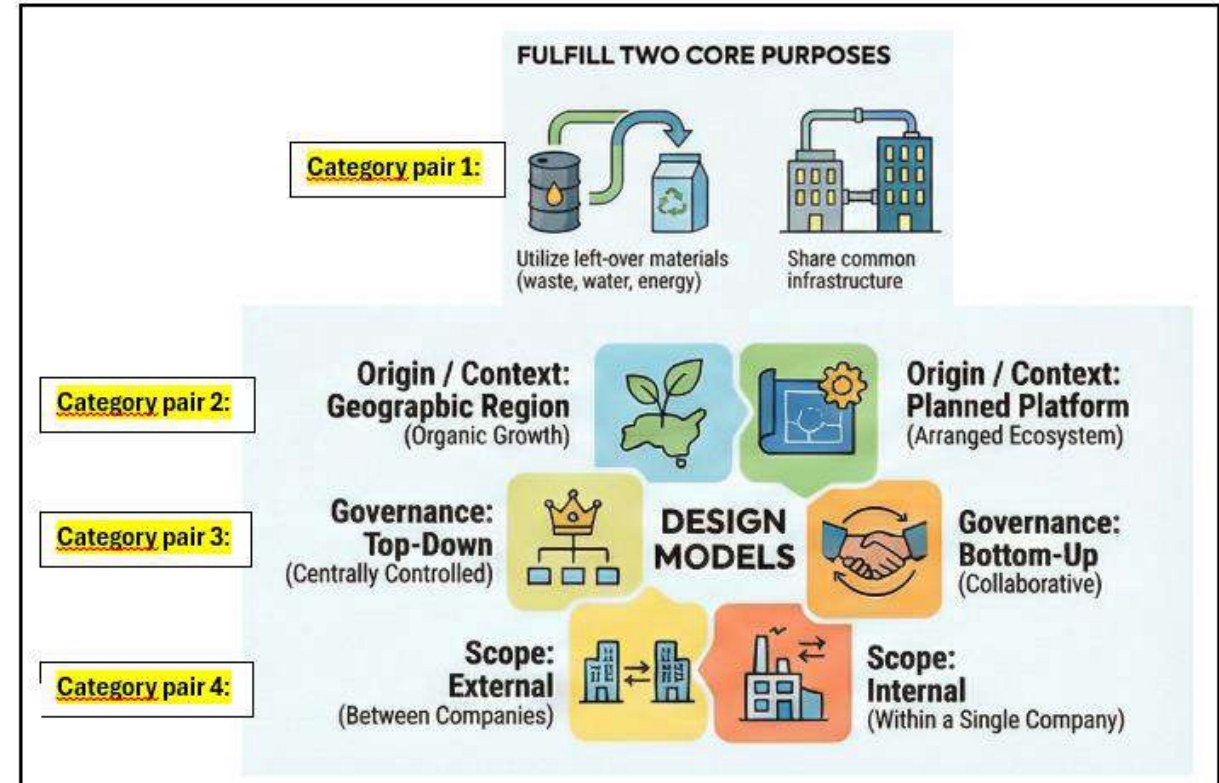 FULFILL TWO CORE PURPOSES
Category pair 1:
Utilize left-over materials
(waste, water, energy)
Share common
infrastructure
Category pair 2:
Origin / Context:
Geograpbic Region
(Organic Growth)
Origin / Context:
Planned Platform
(Arranged Ecosystem)
Category pair 3:
Governance:
Top-Down
(Centrally Controlled)
DESIGN
MODELS
Governance:
Bottom-Up
(Collaborative)
Category pair 4:
Scope:
External
(Between Companies)
Scope:
Internal
(Within a Single Company)